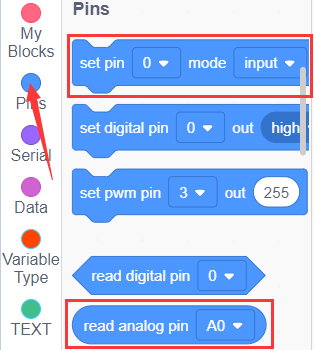 Pins
My
Blocks
Pins
Serial
Data
Variable
Type
TEXT
set pin 0 mode input
set digital pin 0 out high
set pwm pin 3 out 255
read digital pin 0
read analog pin A0